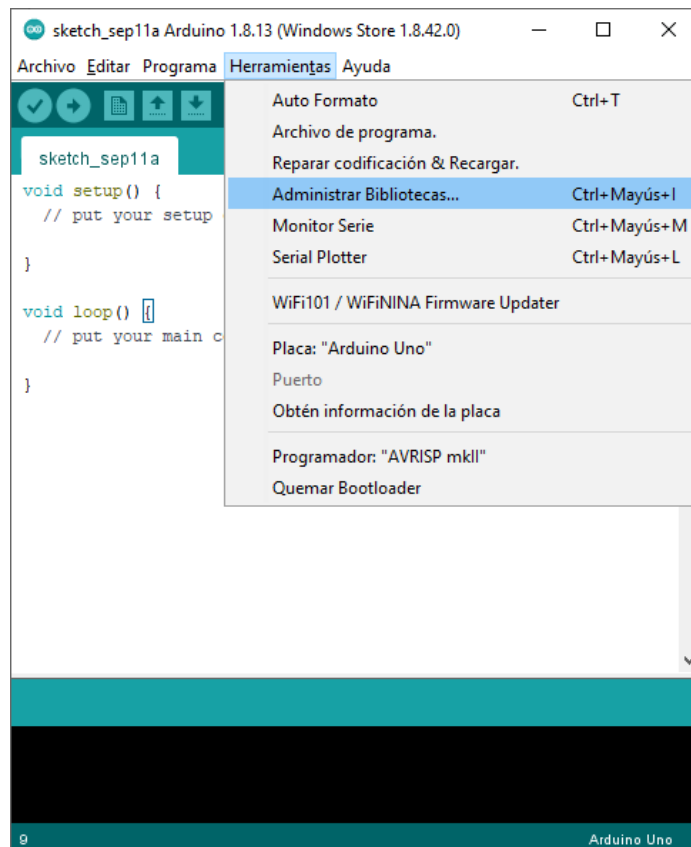 sketch_sep11a Arduino 1.8.13 (Windows Store 1.8.42.0)
Archivo Editar Programa Herramientas Ayuda
sketch_sep11a
void setup() {
// put your setup
}
void loop() {
// put your main c
}
Auto Formato Ctrl+T
Archivo de programa.
Reparar codificación & Recargar.
Administrar Bibliotecas... Ctrl+Mayús+I
Monitor Serie Ctrl+Mayús+M
Serial Plotter Ctrl+Mayús+L
WiFi101 / WiFiNINA Firmware Updater
Placa: "Arduino Uno"
Puerto
Obtén información de la placa
Programador: "AVRISP mkII"
Quemar Bootloader
9 Arduino Uno